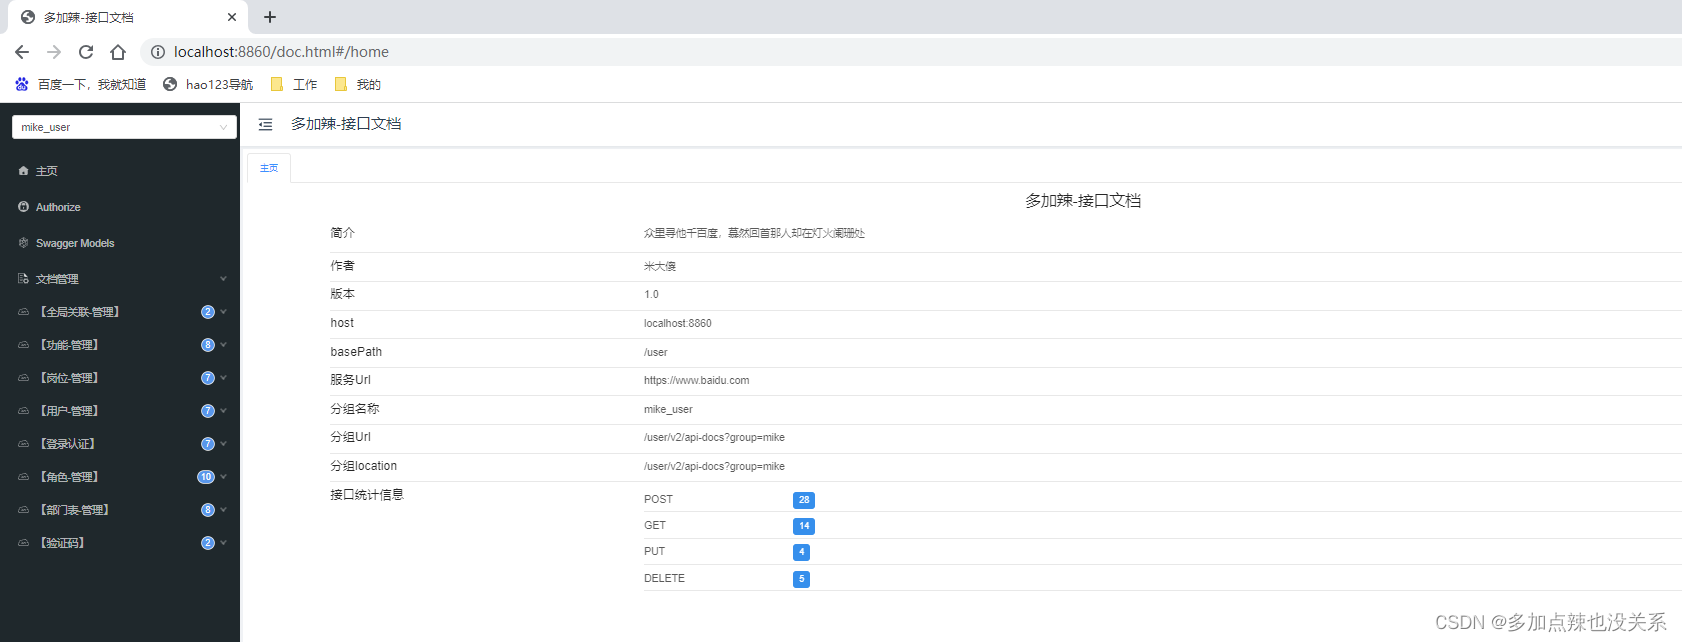 多加辣-接口文档
localhost:8860/doc.html#/home
百度一下，我就知道 hao123导航 工作 我的
mike_user
多加辣-接口文档
主页
Authorize
Swagger Models
文档管理
【全局关联-管理】 2
【功能-管理】 8
【岗位-管理】 7
【用户-管理】 7
【登录认证】 7
【角色-管理】 10
【部门表-管理】 8
【验证码】 2
主页
多加辣-接口文档
简介 众里寻他千百度，蓦然回首那人却在灯火阑珊处
作者 米大傻
版本 1.0
host localhost:8860
basePath /user
服务Url https://www.baidu.com
分组名称 mike_user
分组Url /user/v2/api-docs?group=mike
分组location /user/v2/api-docs?group=mike
接口统计信息
POST 28
GET 14
PUT 4
DELETE 5
CSDN @多加点辣也没关系